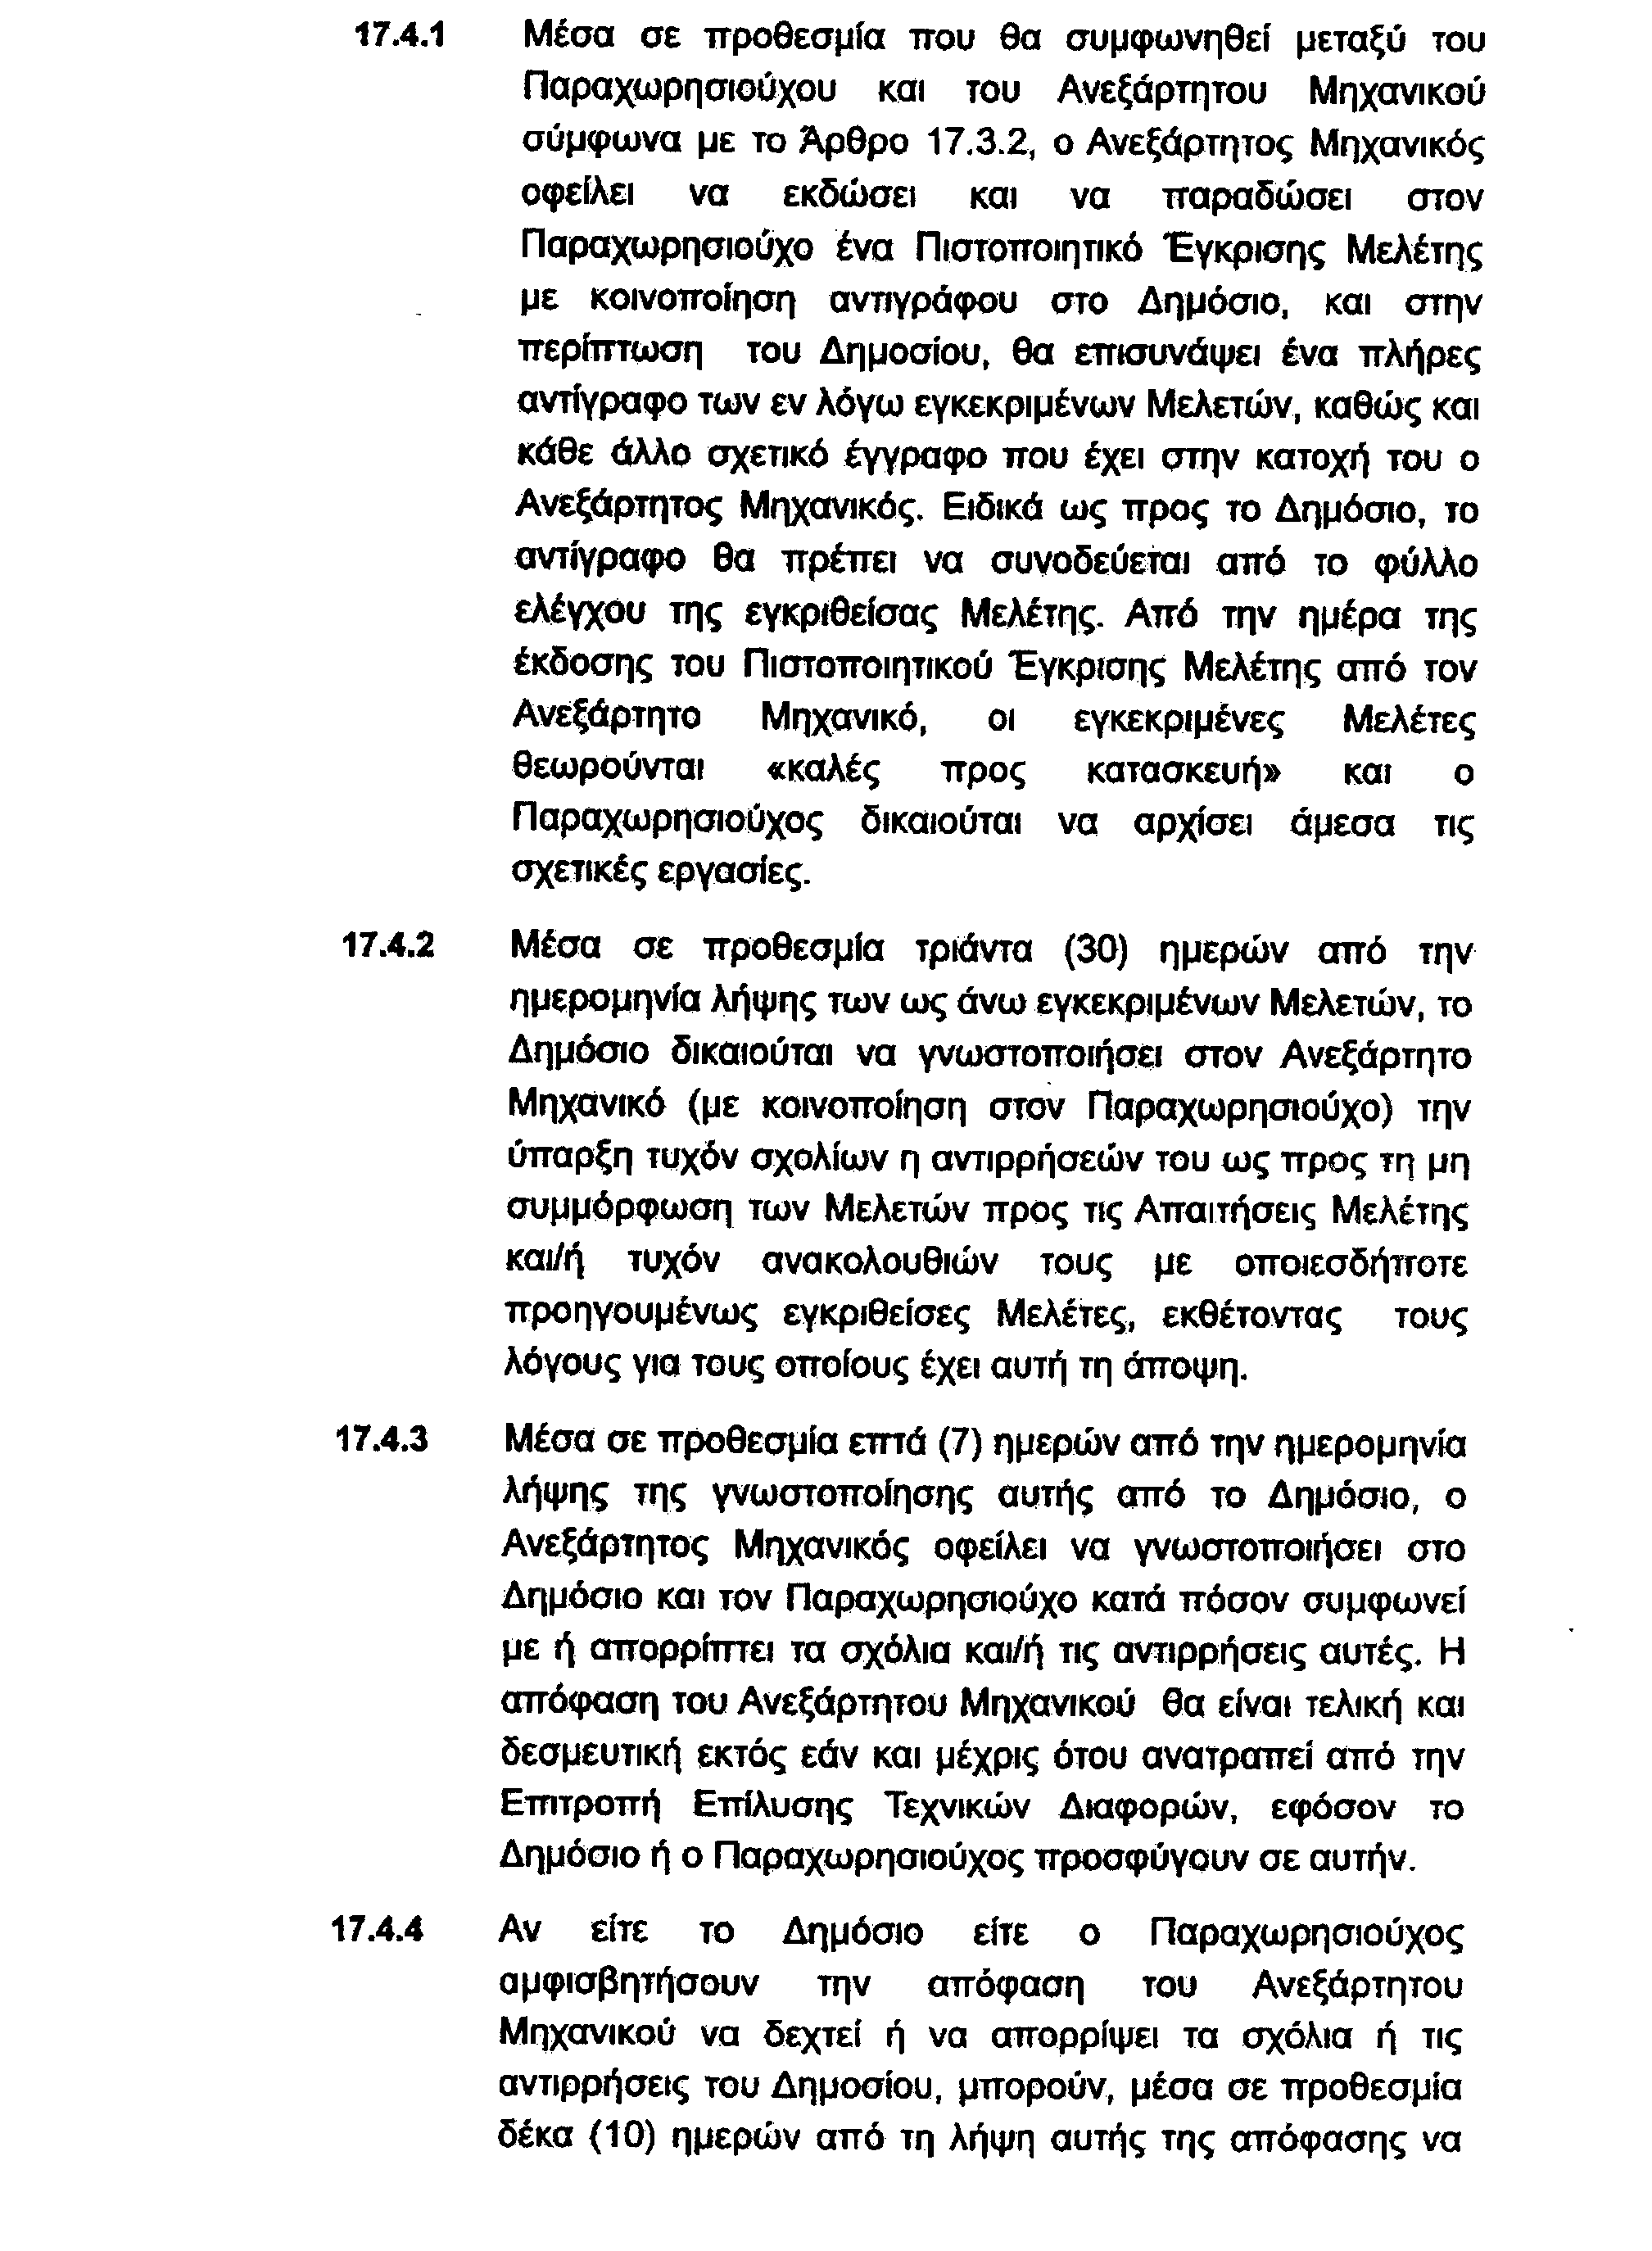 17.4.1 Μέσα σε προθεσμία που θα συμφωνηθεί μεταξύ του
Παραχωρησιούχου και του Ανεξάρτητου Μηχανικού
σύμφωνα με το Άρθρο 17.3.2, ο Ανεξάρτητος Μηχανικός
οφείλει να εκδώσει και να παραδώσει στον
Παραχωρησιούχο ένα Πιστοποιητικό Έγκρισης Μελέτης
με κοινοποίηση αντιγράφου στο Δημόσιο, και στην
περίπτωση του Δημοσίου, θα επισυνάψει ένα πλήρες
αντίγραφο των εν λόγω εγκεκριμένων Μελετών, καθώς και
κάθε άλλο σχετικό έγγραφο που έχει στην κατοχή του ο
Ανεξάρτητος Μηχανικός. Ειδικά ως προς το Δημόσιο, το
αντίγραφο θα πρέπει να συνοδεύεται από το φύλλο
ελέγχου της εγκριθείσας Μελέτης. Από την ημέρα της
έκδοσης του Πιστοποιητικού Έγκρισης Μελέτης από τον
Ανεξάρτητο Μηχανικό, οι εγκεκριμένες Μελέτες
θεωρούνται «καλές προς κατασκευή» και ο
Παραχωρησιούχος δικαιούται να αρχίσει άμεσα τις
σχετικές εργασίες.
17.4.2 Μέσα σε προθεσμία τριάντα (30) ημερών από την
ημερομηνία λήψης των ως άνω εγκεκριμένων Μελετών, το
Δημόσιο δικαιούται να γνωστοποιήσει στον Ανεξάρτητο
Μηχανικό (με κοινοποίηση στον Παραχωρησιούχο) την
ύπαρξη τυχόν σχολίων η αντιρρήσεών του ως προς τη μη
συμμόρφωση των Μελετών προς τις Απαιτήσεις Μελέτης
και/ή τυχόν ανακολουθιών τους με οποιεσδήποτε
προηγουμένως εγκριθείσες Μελέτες, εκθέτοντας τους
λόγους για τους οποίους έχει αυτή τη άποψη.
17.4.3 Μέσα σε προθεσμία επτά (7) ημερών από την ημερομηνία
λήψης της γνωστοποίησης αυτής από το Δημόσιο, ο
Ανεξάρτητος Μηχανικός οφείλει να γνωστοποιήσει στο
Δημόσιο και τον Παραχωρησιούχο κατά πόσον συμφωνεί
με ή απορρίπτει τα σχόλια και/ή τις αντιρρήσεις αυτές. Η
απόφαση του Ανεξάρτητου Μηχανικού θα είναι τελική και
δεσμευτική εκτός εάν και μέχρις ότου ανατραπεί από την
Επιτροπή Επίλυσης Τεχνικών Διαφορών, εφόσον το
Δημόσιο ή ο Παραχωρησιούχος προσφύγουν σε αυτήν.
17.4.4 Αν είτε το Δημόσιο είτε ο Παραχωρησιούχος
αμφισβητήσουν την απόφαση του Ανεξάρτητου
Μηχανικού να δεχτεί ή να απορρίψει τα σχόλια ή τις
αντιρρήσεις του Δημοσίου, μπορούν, μέσα σε προθεσμία
δέκα (10) ημερών από τη λήψη αυτής της απόφασης να